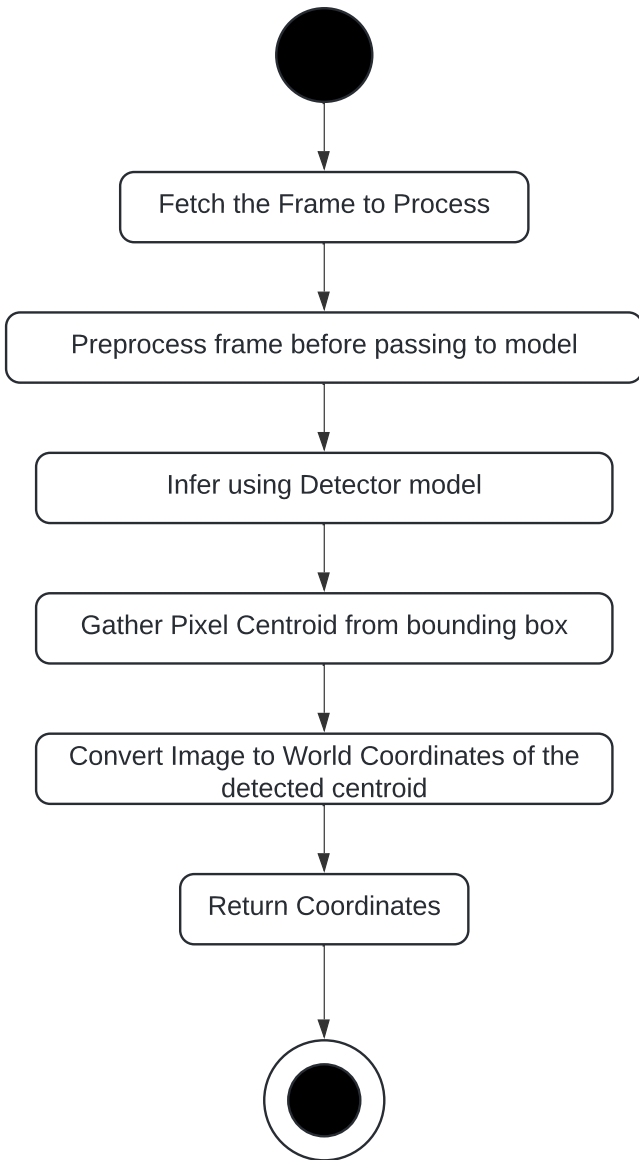 Fetch the Frame to Process
Preprocess frame before passing to model
Infer using Detector model
Gather Pixel Centroid from bounding box
Convert Image to World Coordinates of the
detected centroid
Return Coordinates